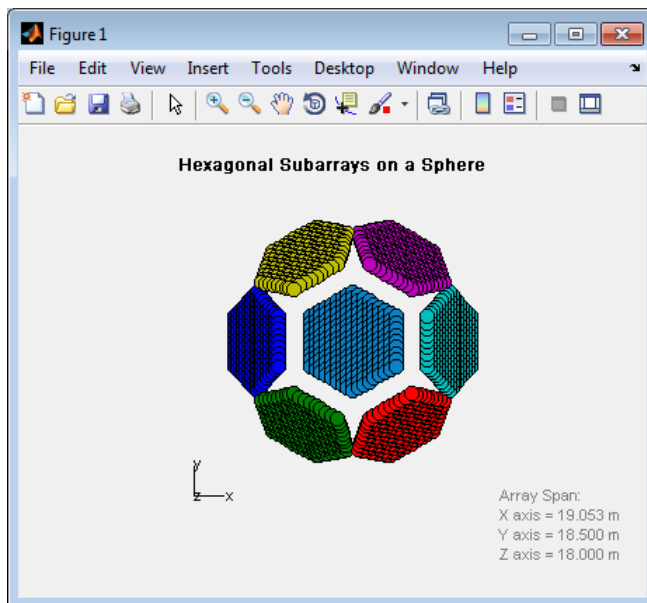 Figure 1
File Edit View Insert Tools Desktop Window Help
Hexagonal Subarrays on a Sphere
y
z x
Array Span:
X axis = 19.053 m
Y axis = 18.500 m
Z axis = 18.000 m